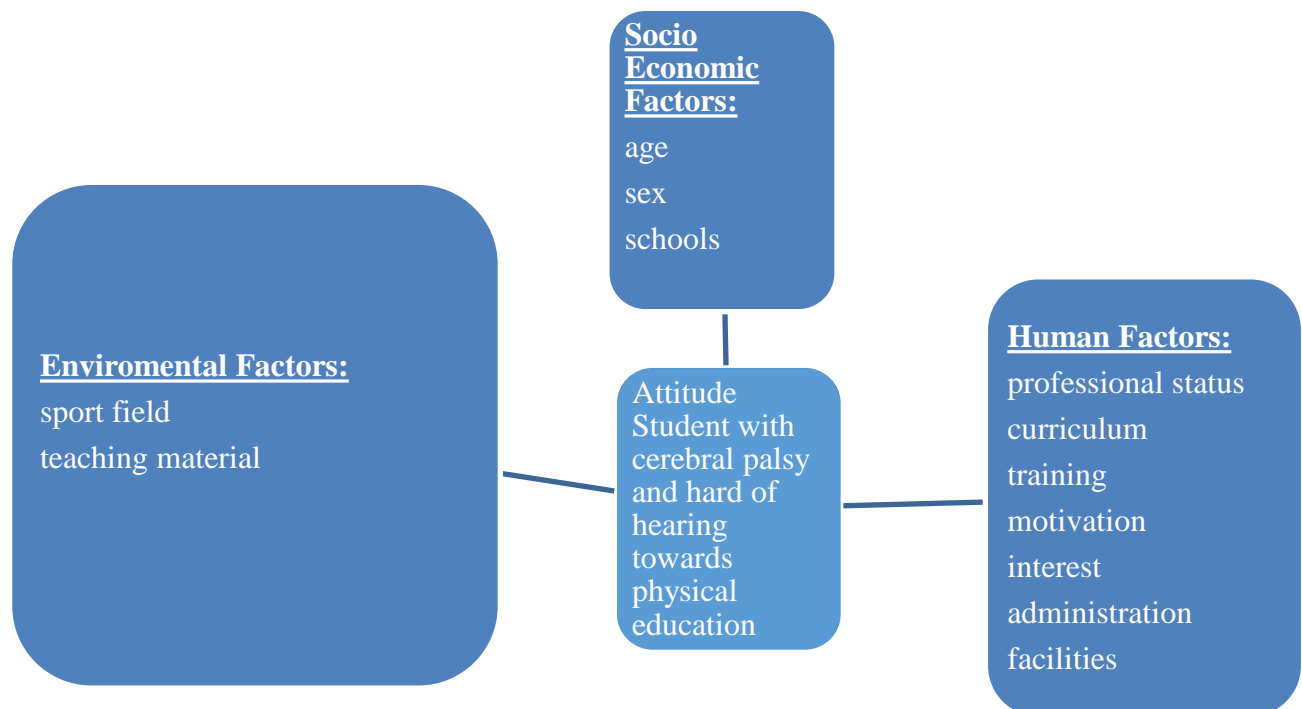 Socio
Economic
Factors:
age
sex
schools
Enviromental Factors:
sport field
teaching material
Attitude
Student with
cerebral palsy
and hard of
hearing
towards
physical
education
Human Factors:
professional status
curriculum
training
motivation
interest
administration
facilities